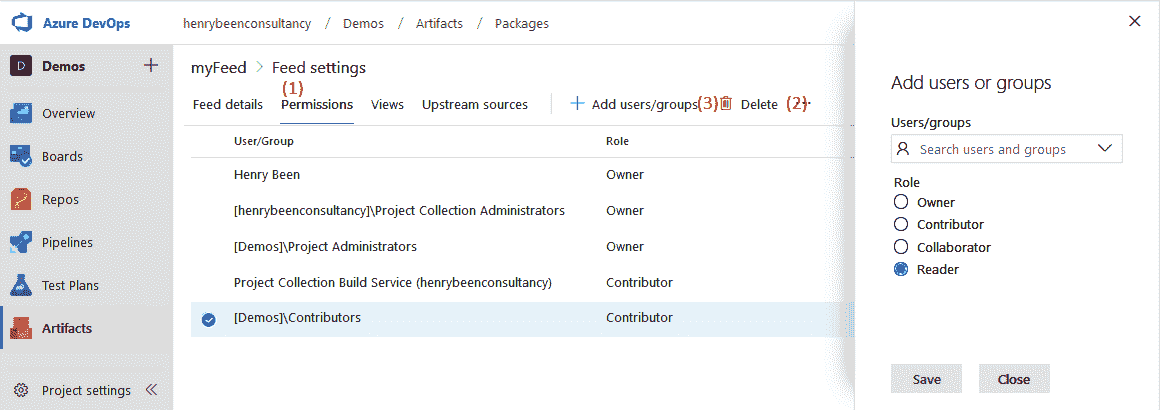 Azure DevOps
henrybeenconsultancy / Demos / Artifacts / Packages
D Demos
Overview
Boards
Repos
Pipelines
Test Plans
Artifacts
Project settings
myFeed > Feed settings
(1)
Feed details Permissions Views Upstream sources + Add users/groups (3) Delete (2)
User/Group Role
Henry Been Owner
[henrybeenconsultancy]\Project Collection Administrators Owner
[Demos]\Project Administrators Owner
Project Collection Build Service (henrybeenconsultancy) Contributor
[Demos]\Contributors Contributor
Add users or groups
Users/groups
Search users and groups
Role
Owner
Contributor
Collaborator
Reader
Save Close